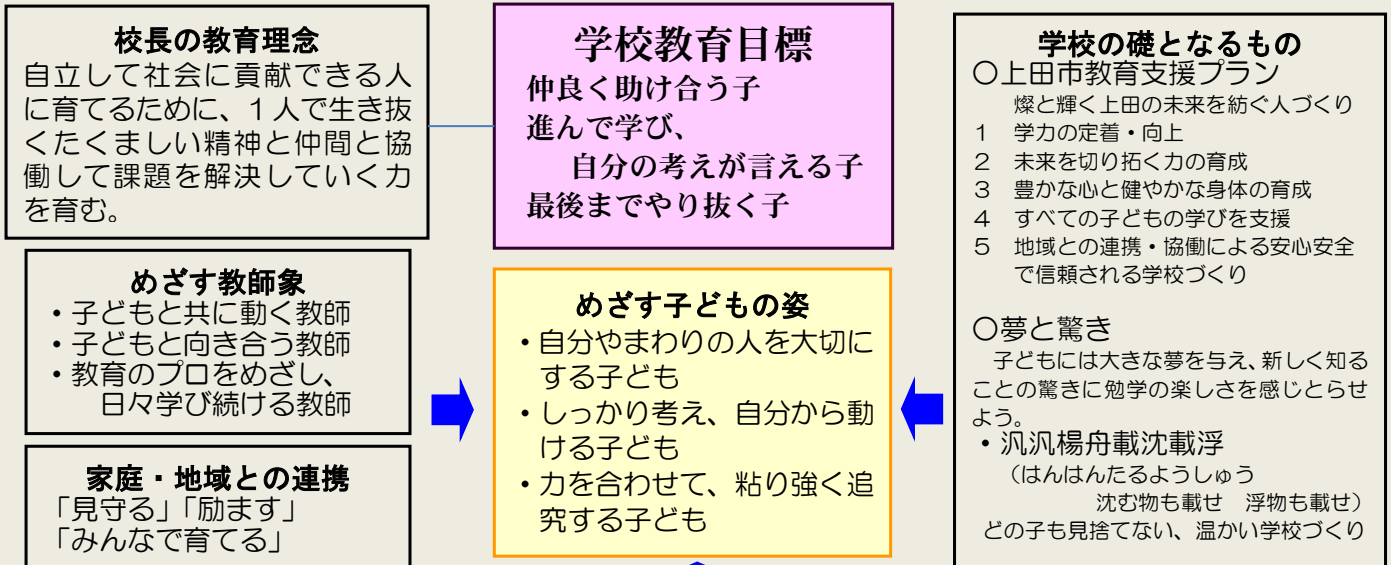 校長の教育理念
自立して社会に貢献できる人
に育てるために、１人で生き抜
くたくましい精神と仲間と協
働して課題を解決していく力
を育む。
めざす教師象
・子どもと共に動く教師
・子どもと向き合う教師
・教育のプロをめざし、
日々学び続ける教師
家庭・地域との連携
「見守る」「励ます」
「みんなで育てる」
学校教育目標
仲良く助け合う子
進んで学び、
自分の考えが言える子
最後までやり抜く子
めざす子どもの姿
・自分やまわりの人を大切に
する子ども
・しっかり考え、自分から動
ける子ども
・力を合わせて、粘り強く追
究する子ども
学校の礎となるもの
〇上田市教育支援プラン
燦と輝く上田の未来を紡ぐ人づくり
１　学力の定着・向上
２　未来を切り拓く力の育成
３　豊かな心と健やかな身体の育成
４　すべての子どもの学びを支援
５　地域との連携・協働による安心安全
で信頼される学校づくり
〇夢と驚き
子どもには大きな夢を与え、新しく知る
ことの驚きに勉学の楽しさを感じとらせ
よう。
・汎汎楊舟載沈載浮
（はんはんたるようしゅう
沈む物も載せ　浮物も載せ）
どの子も見捨てない、温かい学校づくり